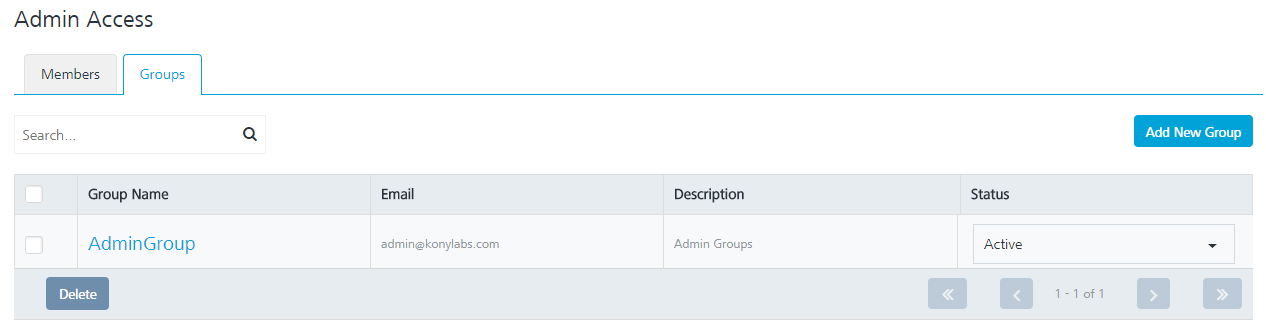 Admin Access
Members Groups
Search...
Add New Group
Group Name Email Description Status
AdminGroup admin@konylabs.com Admin Groups Active
Delete 1 - 1 of 1